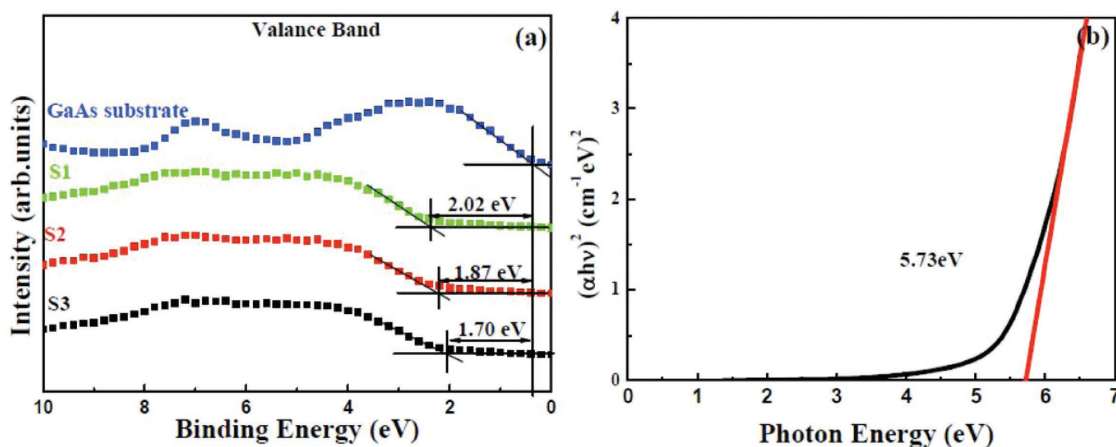 Valance Band
(a)
GaAs substrate
S1
2.02 eV
S2
1.87 eV
S3
1.70 eV
10
8
6
4
2
0
Binding Energy (eV)
Intensity (arb.units)
(b)
4
3
2
1
0
5.73eV
0
1
2
3
4
5
6
7
Photon Energy (eV)
(αhν)² (cm⁻¹ eV)²